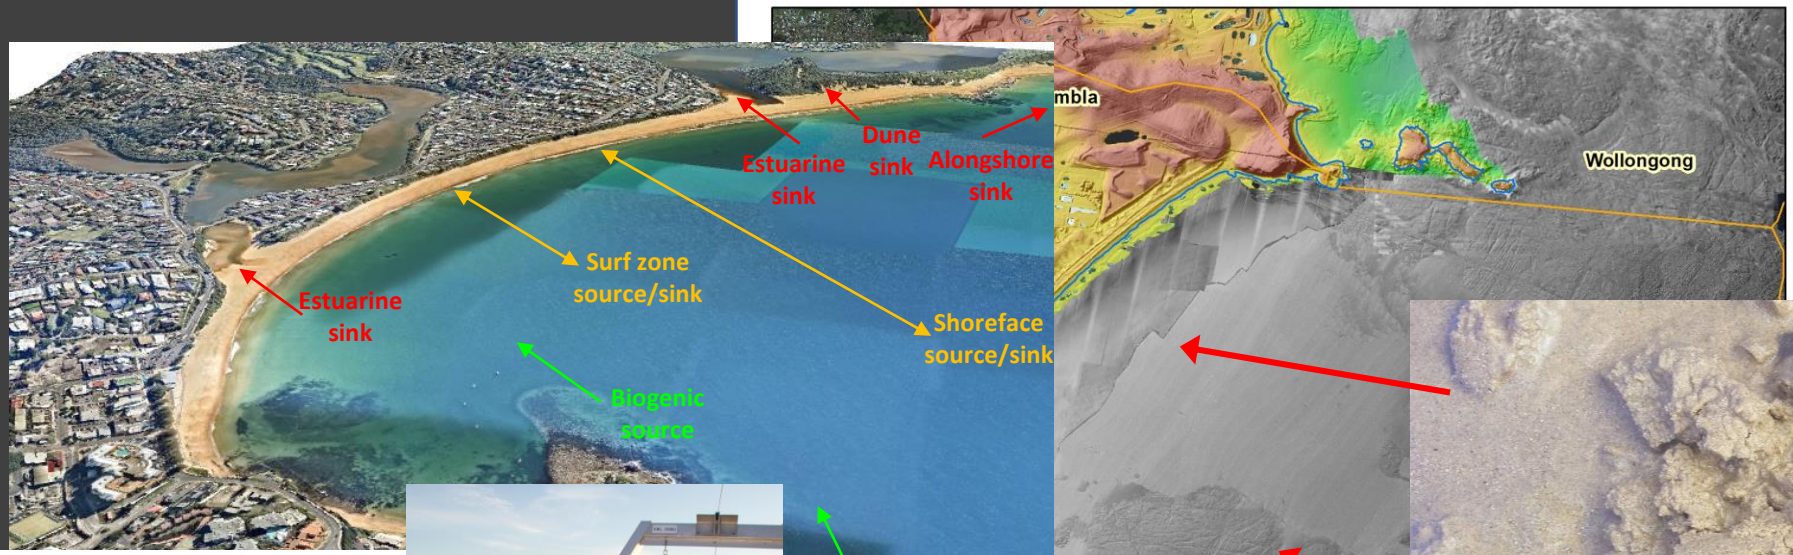 Estuarine
sink
Dune
sink
Alongshore
sink
Surf zone
source/sink
Estuarine
sink
Shoreface
source/sink
Biogenic
source
mbla
Wollongong